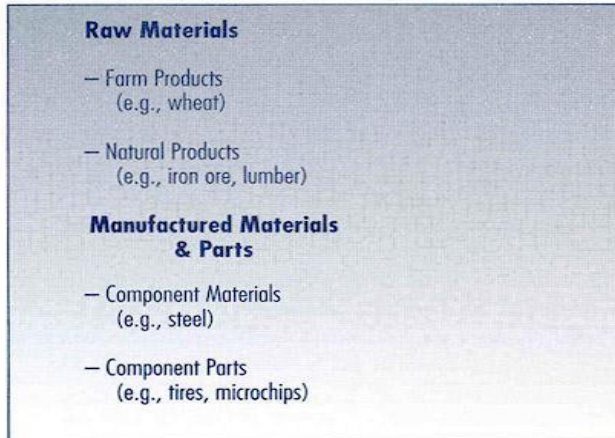 Raw Materials
– Farm Products
(e.g., wheat)
– Natural Products
(e.g., iron ore, lumber)
Manufactured Materials
& Parts
– Component Materials
(e.g., steel)
– Component Parts
(e.g., tires, microchips)